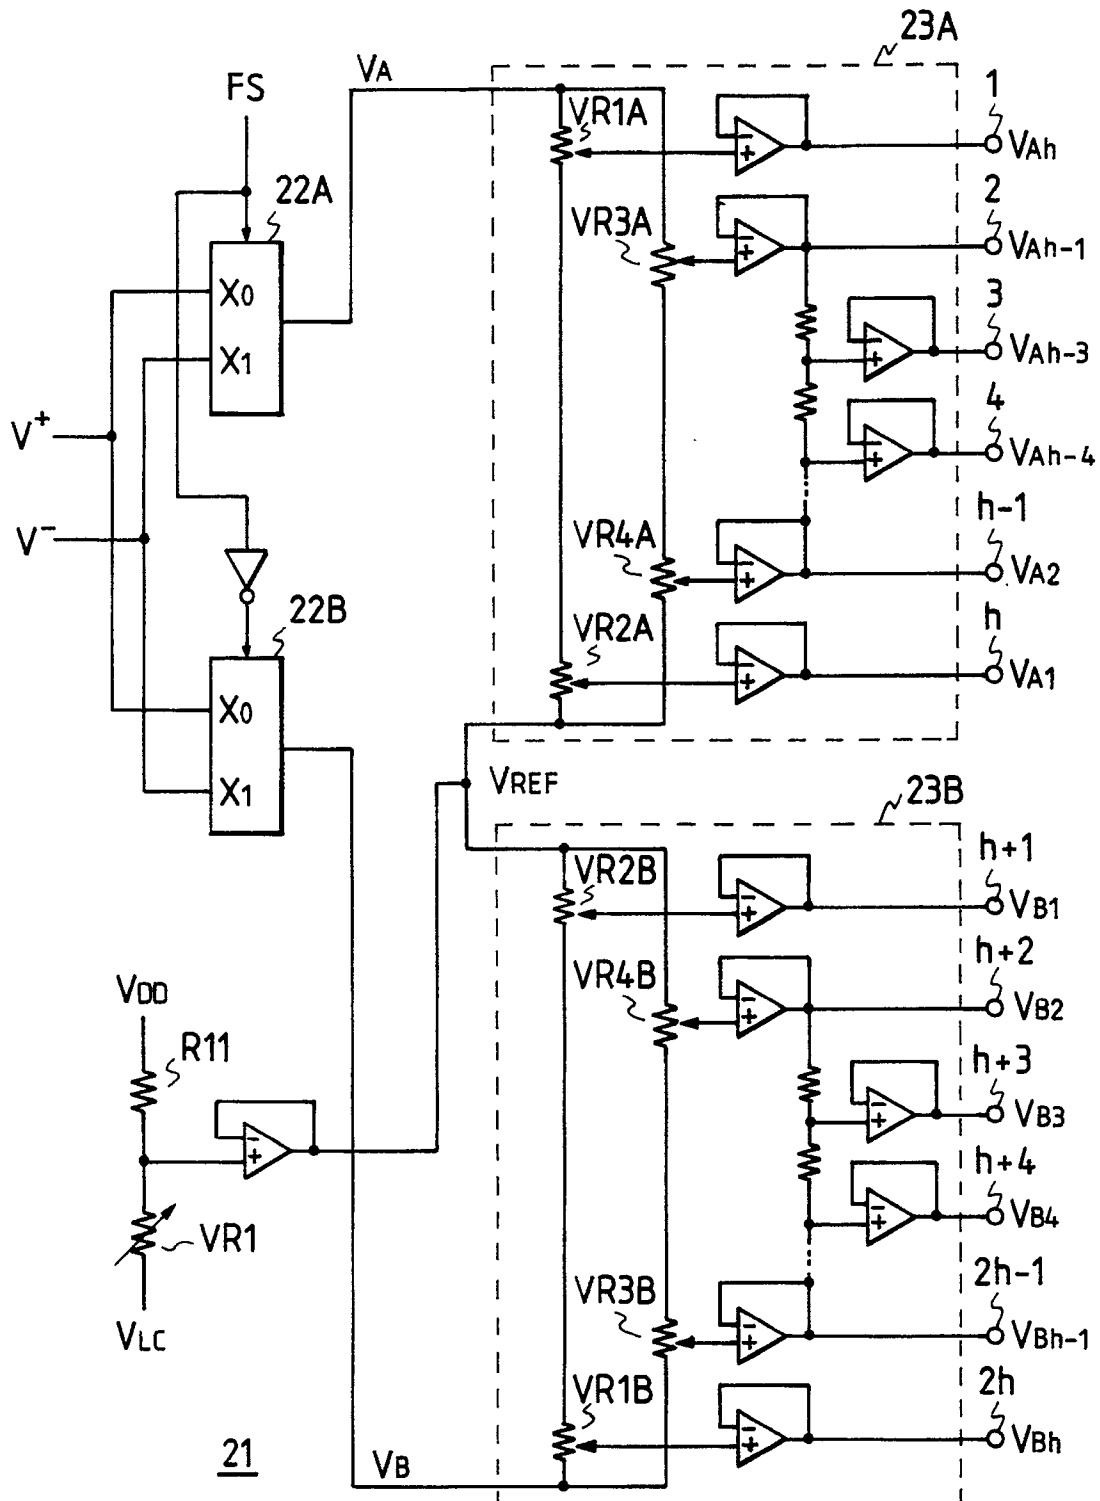 23A
VA
FS
VR1A
1
VAh
22A
X0
X1
VR3A
2
VAh-1
3
VAh-3
4
VAh-4
V+
V-
VR4A
h-1
VA2
22B
X0
X1
VR2A
h
VA1
VREF
23B
VR2B
h+1
VB1
VR4B
h+2
VB2
VDD
R11
h+3
VB3
h+4
VB4
VR1
VLC
VR3B
2h-1
VBh-1
VR1B
2h
VBh
21
VB
- +
- +
- +
- +
- +
- +
- +
- +
- +
- +
- +
- +
- +